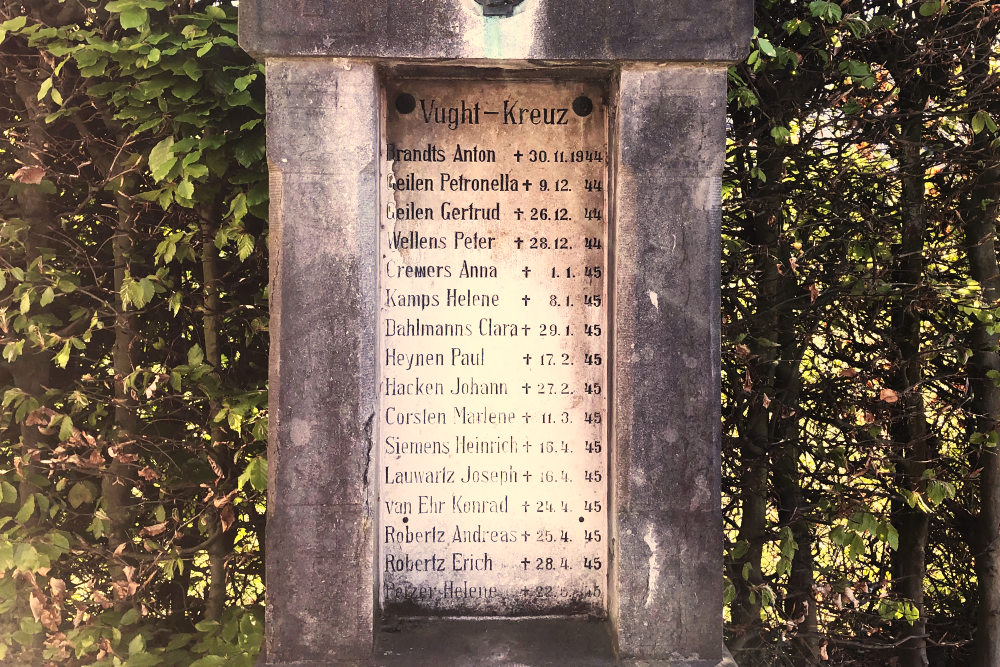 Vught-Kreuz
Brandts Anton ✝ 30.11.1944
Geilen Petronella ✝ 9.12. 44
Geilen Gertrud ✝ 26.12. 44
Wellens Peter ✝ 28.12. 44
Cremers Anna ✝ 1. 1. 45
Kamps Helene ✝ 8. 1. 45
Dahlmanns Clara ✝ 29. 1. 45
Heynen Paul ✝ 17. 2. 45
Hacken Johann ✝ 27. 2. 45
Corsten Marlene ✝ 11. 3. 45
Siemens Heinrich ✝ 16. 4. 45
Lauwartz Joseph ✝ 16. 4. 45
van Ehr Konrad ✝ 24. 4. 45
Robertz Andreas ✝ 25. 4. 45
Robertz Erich ✝ 28. 4. 45
Pelzer Helene ✝ 22. 45